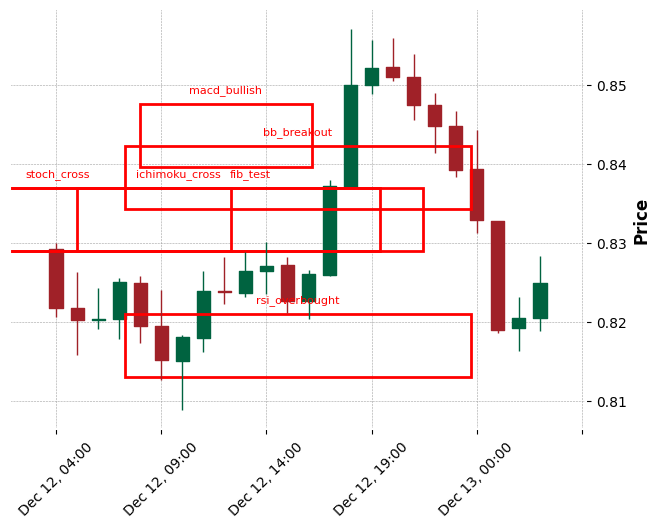 macd_bullish
bb_breakout
stoch_cross
ichimoku_cross
fib_test
rsi_overbought
0.85
0.84
0.83
0.82
0.81
Price
Dec 12, 04:00
Dec 12, 09:00
Dec 12, 14:00
Dec 12, 19:00
Dec 13, 00:00